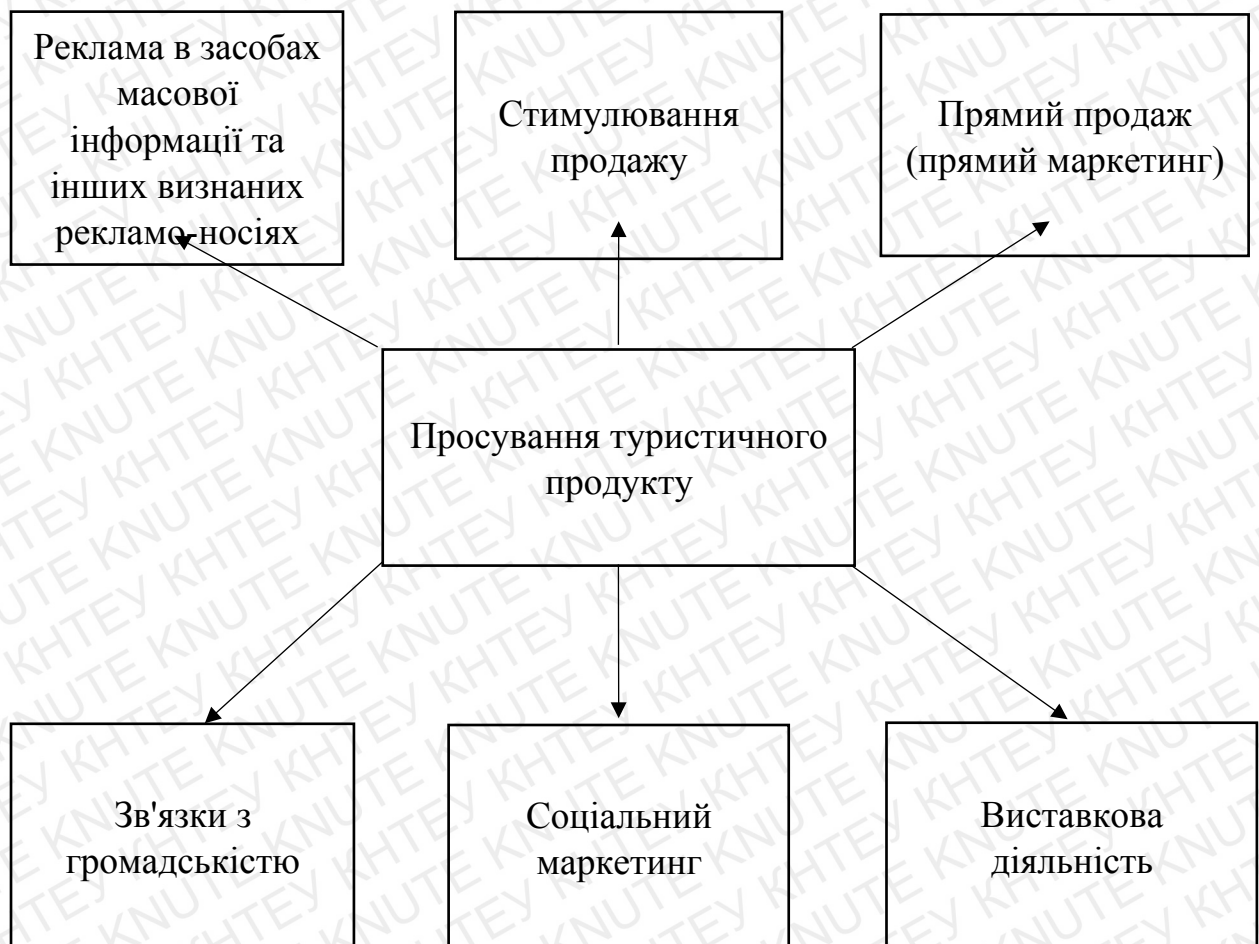 Реклама в засобах
масової
інформації та
інших визнаних
рекламо-носіях
Стимулювання
продажу
Прямий продаж
(прямий маркетинг)
Просування туристичного
продукту
Зв'язки з
громадськістю
Соціальний
маркетинг
Виставкова
діяльність